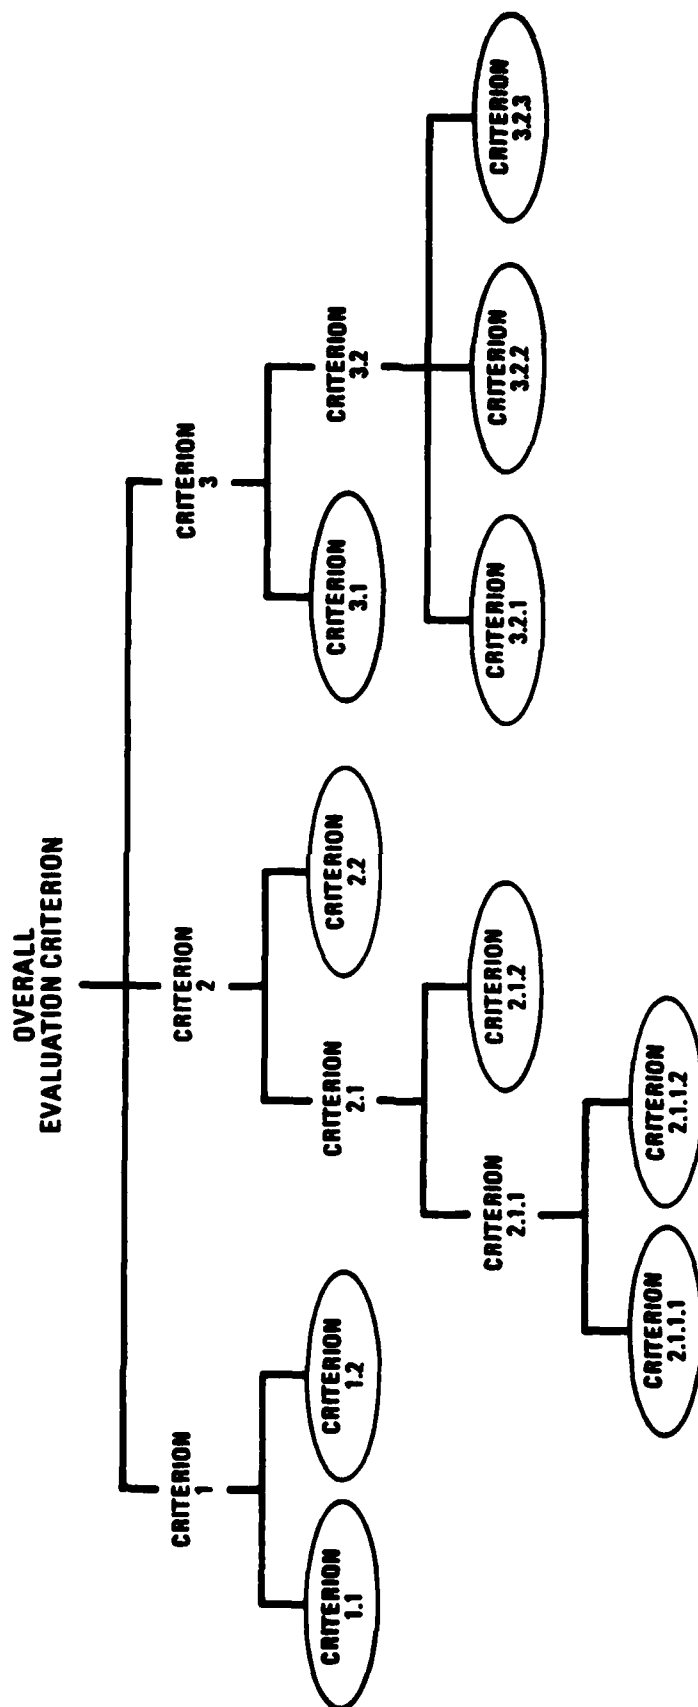 OVERALL
EVALUATION CRITERION
CRITERION
1
CRITERION
2
CRITERION
3
CRITERION
1.1
CRITERION
1.2
CRITERION
2.1
CRITERION
2.2
CRITERION
3.1
CRITERION
3.2
CRITERION
2.1.1
CRITERION
2.1.2
CRITERION
3.2.1
CRITERION
3.2.2
CRITERION
3.2.3
CRITERION
2.1.1.1
CRITERION
2.1.1.2